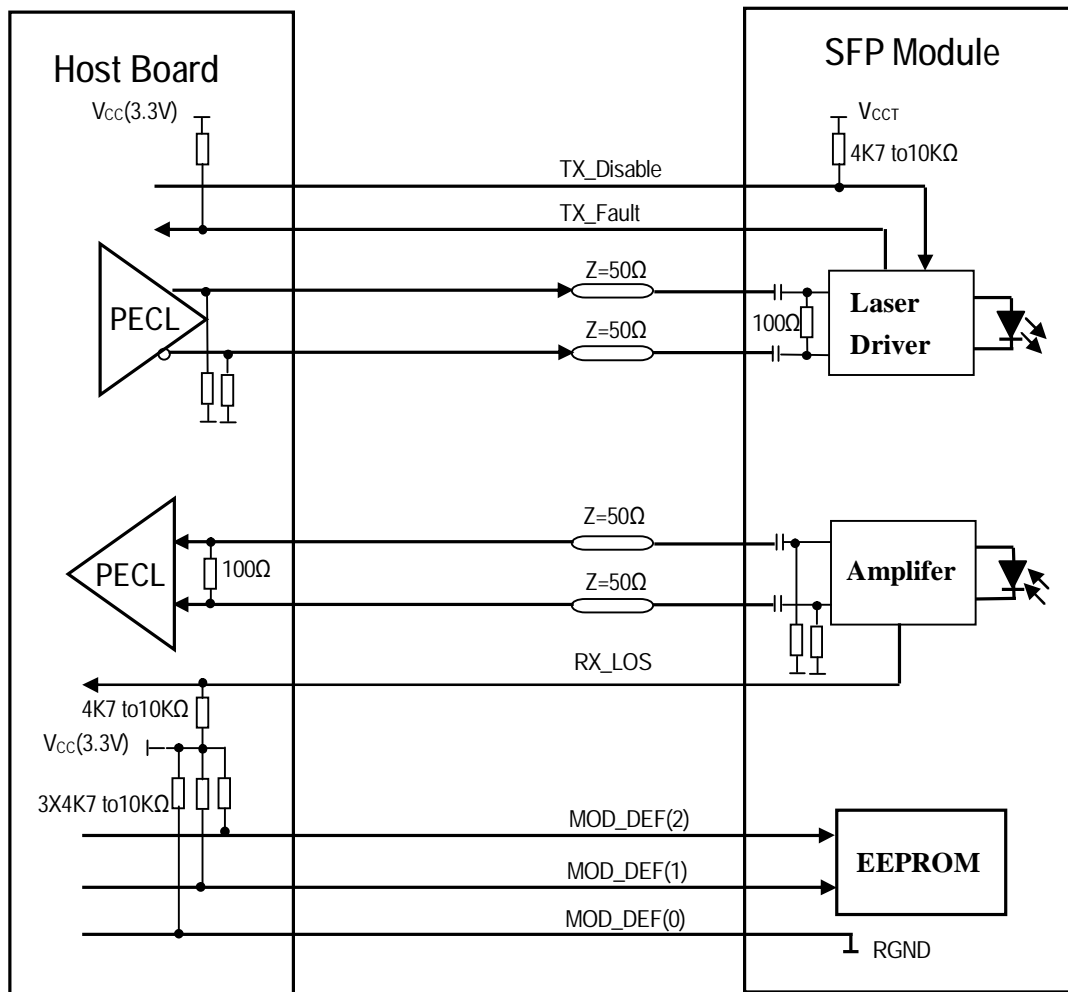 Host Board
SFP Module
VCC(3.3V)
VCCT
4K7 to10KΩ
TX_Disable
TX_Fault
Z=50Ω
PECL
100Ω
Laser
Driver
Z=50Ω
Z=50Ω
PECL
100Ω
Amplifer
Z=50Ω
RX_LOS
4K7 to10KΩ
VCC(3.3V)
3X4K7 to10KΩ
MOD_DEF(2)
EEPROM
MOD_DEF(1)
MOD_DEF(0)
RGND